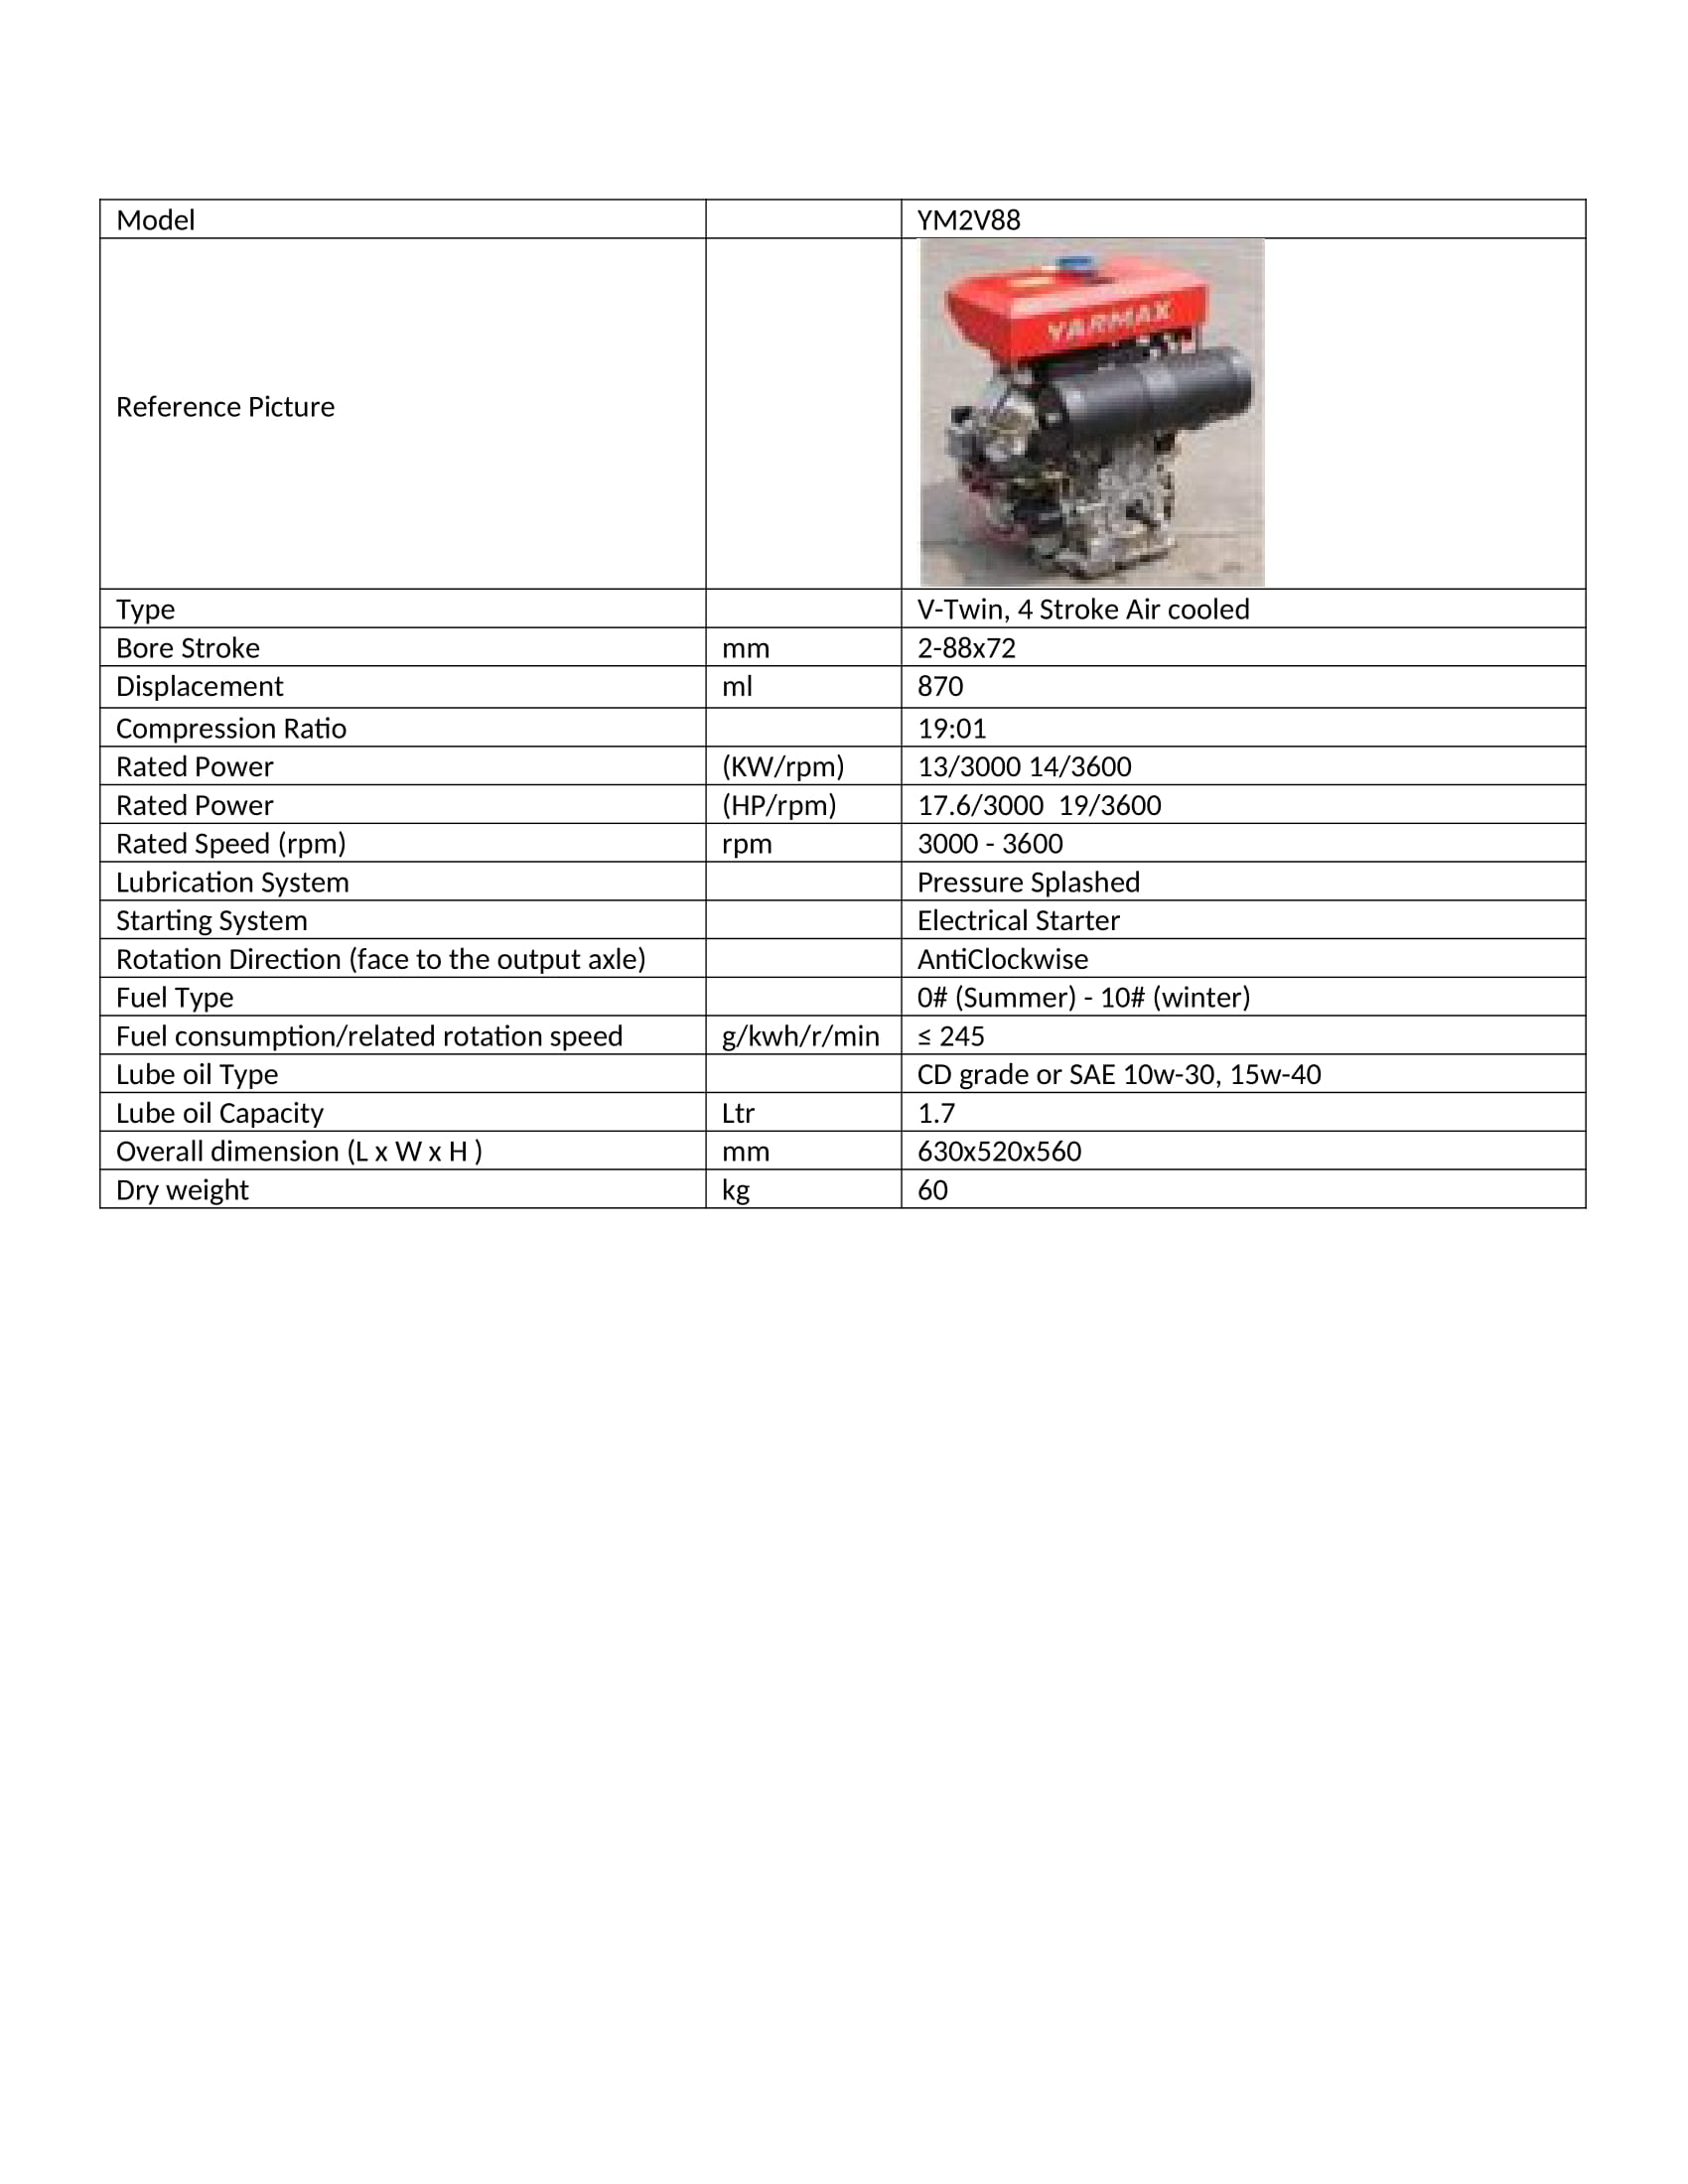 Model YM2V88
YARMAX
Reference Picture
Type V-Twin, 4 Stroke Air cooled
Bore Stroke mm 2-88x72
Displacement ml 870
Compression Ratio 19:01
Rated Power (KW/rpm) 13/3000 14/3600
Rated Power (HP/rpm) 17.6/3000  19/3600
Rated Speed (rpm) rpm 3000 - 3600
Lubrication System Pressure Splashed
Starting System Electrical Starter
Rotation Direction (face to the output axle) AntiClockwise
Fuel Type 0# (Summer) - 10# (winter)
Fuel consumption/related rotation speed g/kwh/r/min ≤ 245
Lube oil Type CD grade or SAE 10w-30, 15w-40
Lube oil Capacity Ltr 1.7
Overall dimension (L x W x H ) mm 630x520x560
Dry weight kg 60